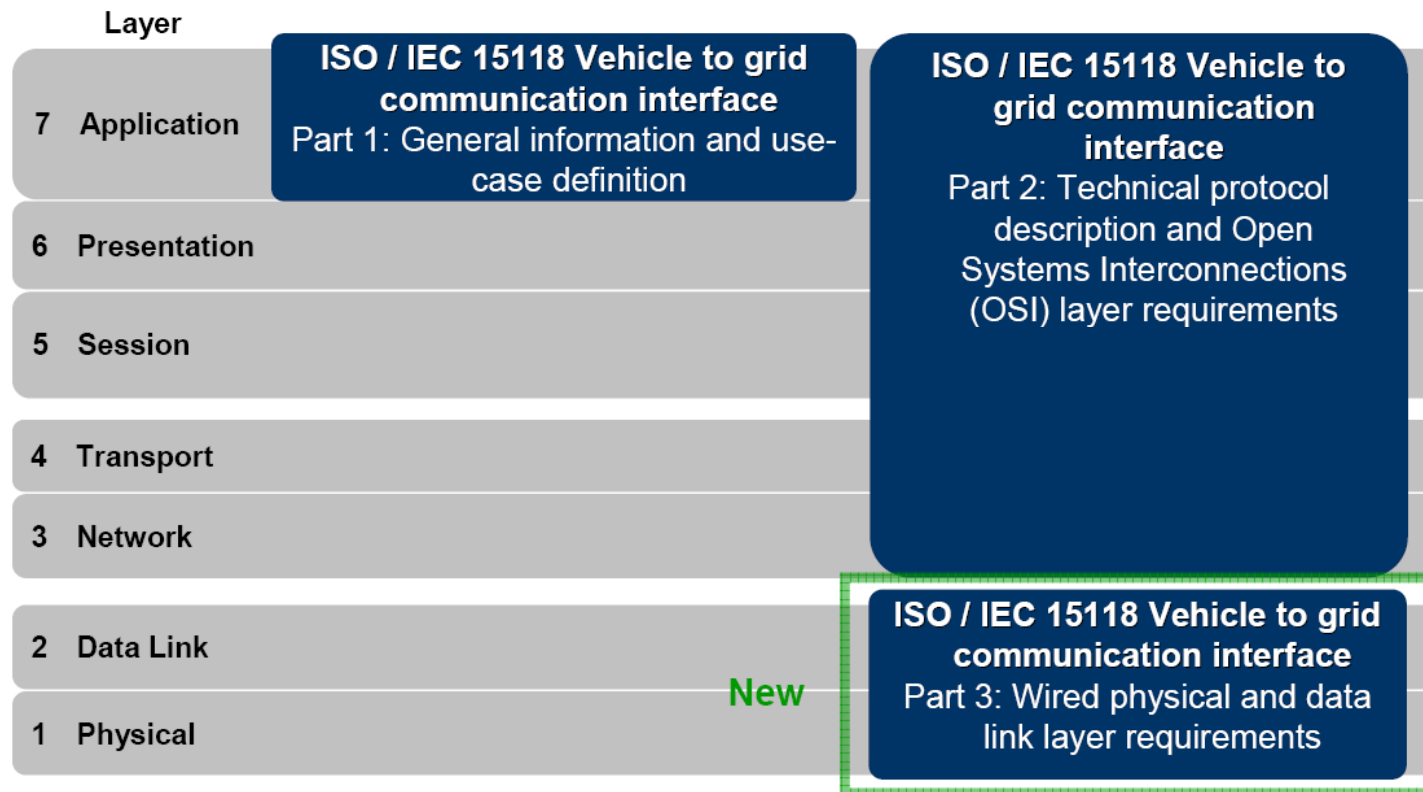 Layer
7 Application
ISO / IEC 15118 Vehicle to grid
communication interface
Part 1: General information and use-
case definition
ISO / IEC 15118 Vehicle to
grid communication
interface
Part 2: Technical protocol
description and Open
Systems Interconnections
(OSI) layer requirements
6 Presentation
5 Session
4 Transport
3 Network
2 Data Link
1 Physical
New
ISO / IEC 15118 Vehicle to grid
communication interface
Part 3: Wired physical and data
link layer requirements